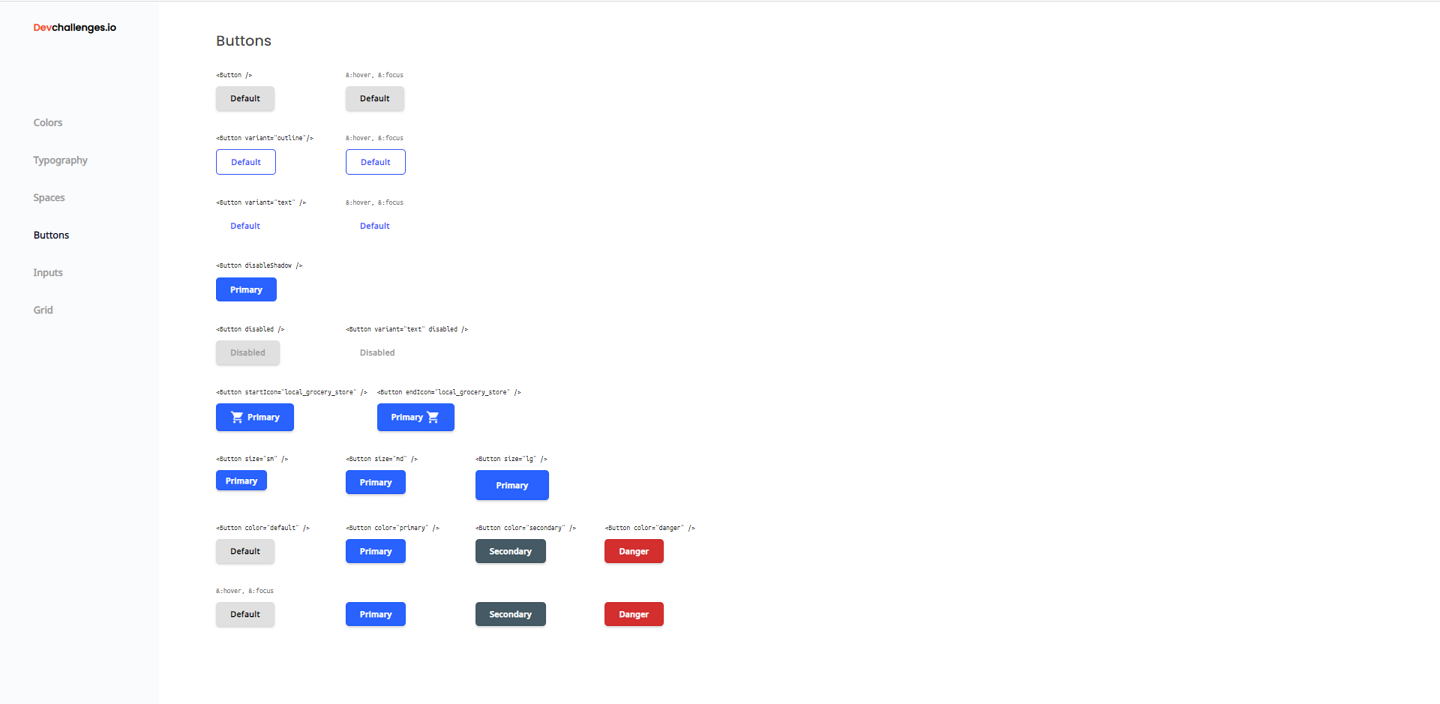 Devchallenges.io
Colors
Typography
Spaces
Buttons
Inputs
Grid
Buttons
<Button /> &:hover, &:focus
Default Default
<Button variant="outline"/> &:hover, &:focus
Default Default
<Button variant="text" /> &:hover, &:focus
Default Default
<Button disableShadow />
Primary
<Button disabled /> <Button variant="text" disabled />
Disabled Disabled
<Button startIcon="local_grocery_store" /> <Button endIcon="local_grocery_store" />
Primary Primary
<Button size="sm" /> <Button size="md" /> <Button size="lg" />
Primary Primary Primary
<Button color="default" /> <Button color="primary" /> <Button color="secondary" /> <Button color="danger" />
Default Primary Secondary Danger
&:hover, &:focus
Default Primary Secondary Danger